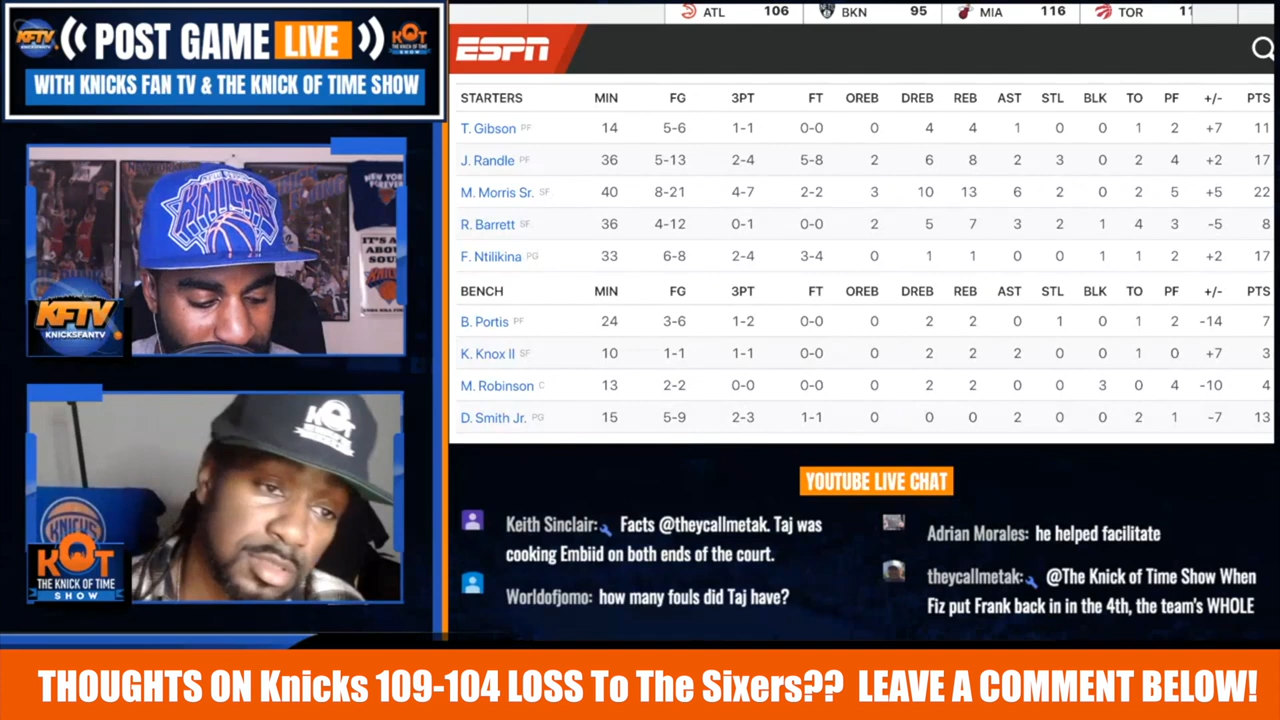 ATL 106 BKN 95 MIA 116 TOR
KFTV POST GAME LIVE KOT
WITH KNICKS FAN TV & THE KNICK OF TIME SHOW
ESPN
STARTERS MIN FG 3PT FT OREB DREB REB AST STL BLK TO PF +/- PTS
T. Gibson PF 14 5-6 1-1 0-0 0 4 4 1 0 0 1 2 +7 11
J. Randle PF 36 5-13 2-4 5-8 2 6 8 2 3 0 2 4 +2 17
M. Morris Sr. SF 40 8-21 4-7 2-2 3 10 13 6 2 0 2 5 +5 22
R. Barrett SF 36 4-12 0-1 0-0 2 5 7 3 2 1 4 3 -5 8
F. Ntilikina PG 33 6-8 2-4 3-4 0 1 1 0 0 1 1 2 +2 17
BENCH MIN FG 3PT FT OREB DREB REB AST STL BLK TO PF +/- PTS
B. Portis PF 24 3-6 1-2 0-0 0 2 2 0 1 0 1 2 -14 7
K. Knox II SF 10 1-1 1-1 0-0 0 2 2 2 0 0 1 0 +7 3
M. Robinson C 13 2-2 0-0 0-0 0 2 2 0 0 3 0 4 -10 4
D. Smith Jr. PG 15 5-9 2-3 1-1 0 0 0 2 0 0 2 1 -7 13
KNICKS
NEW YORK
FOREVER
KFTV
KNICKSFANTV
KOT
KNICKS
KOT
THE KNICK OF TIME
SHOW
YOUTUBE LIVE CHAT
Keith Sinclair: Facts @theycallmetak. Taj was
cooking Embiid on both ends of the court.
Worldofjomo: how many fouls did Taj have?
Adrian Morales: he helped facilitate
theycallmetak: @The Knick of Time Show When
Fiz put Frank back in in the 4th, the team's WHOLE
THOUGHTS ON Knicks 109-104 LOSS To The Sixers?? LEAVE A COMMENT BELOW!